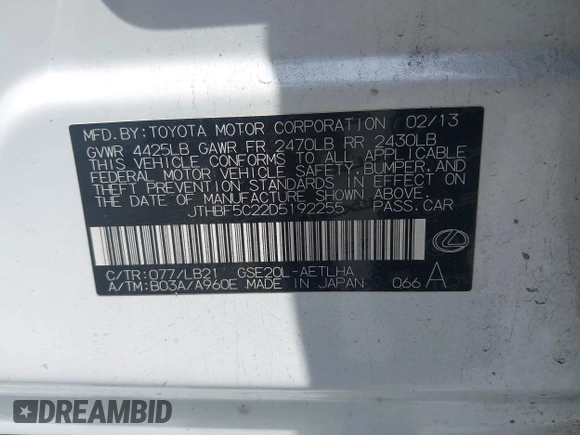 MFD. BY: TOYOTA MOTOR CORPORATION 02/13
GVWR 4425LB GAWR FR 2470LB RR 2430LB
THIS VEHICLE CONFORMS TO ALL APPLICABLE
FEDERAL MOTOR VEHICLE SAFETY, BUMPER, AND
THEFT PREVENTION STANDARDS IN EFFECT ON
THE DATE OF MANUFACTURE SHOWN ABOVE.
JTHBF5C22D5192255 PASS. CAR
C/TR: 077/LB21 GSE20L-AETLHA
A/TM: B03A/A960E MADE IN JAPAN 066 A
DREAMBID